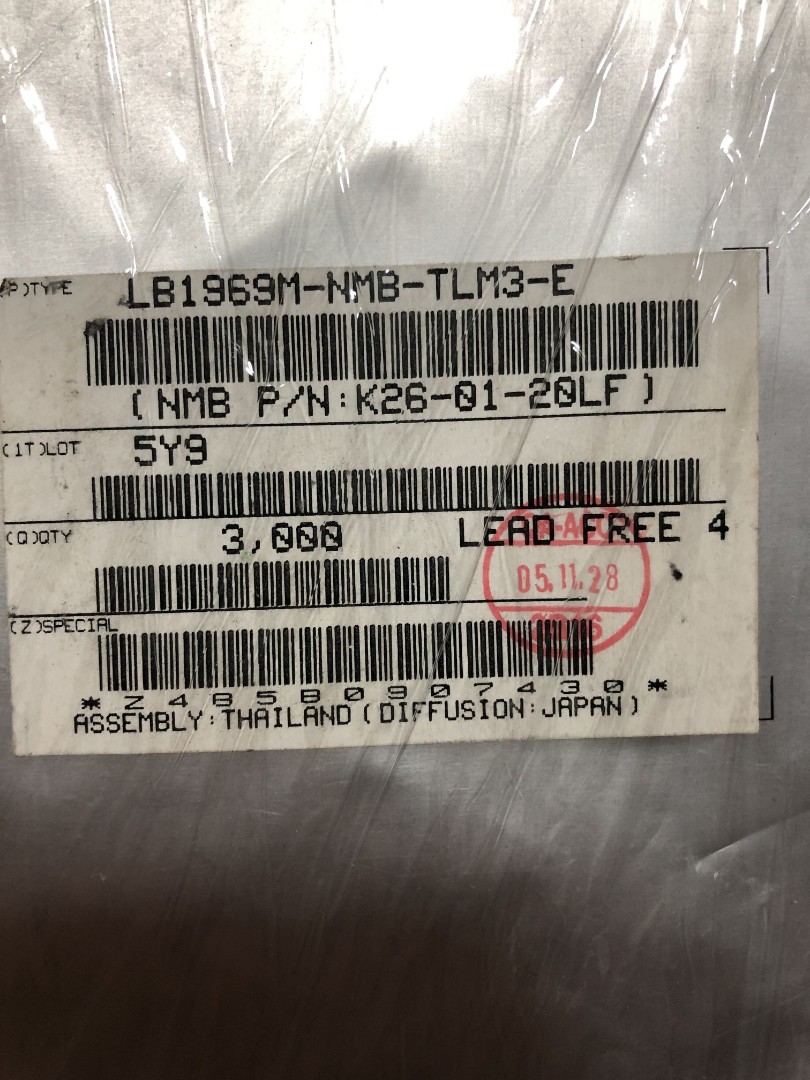 (P)TYPE LB1969M-NMB-TLM3-E
(NMB P/N:K26-01-20LF)
(1T)LOT 5Y9
(Q)QTY 3,000 LEAD FREE 4
05.11.28
(Z)SPECIAL
*Z485B0907430*
ASSEMBLY:THAILAND(DIFFUSION:JAPAN)